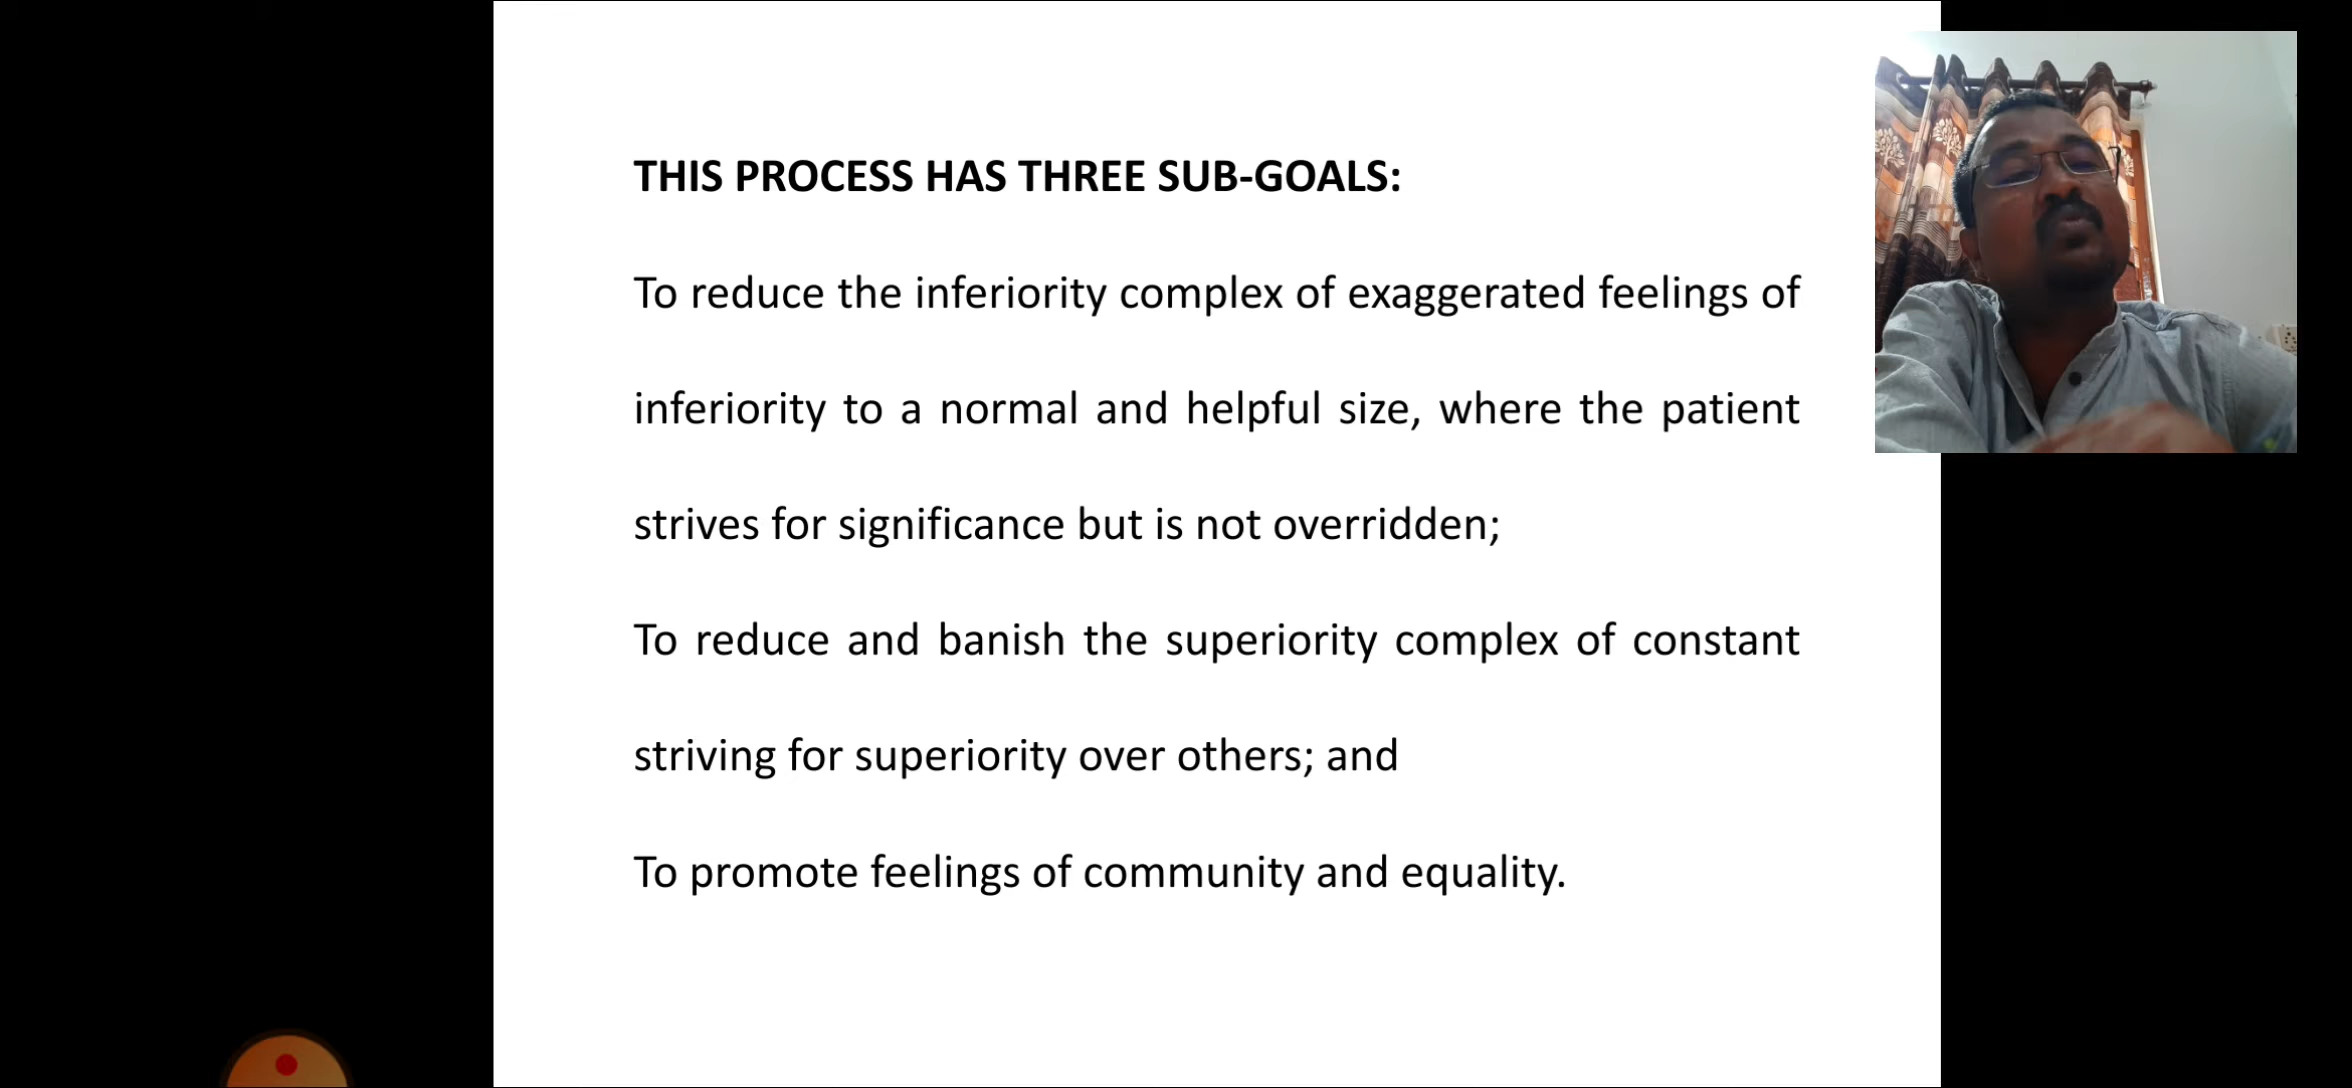 THIS PROCESS HAS THREE SUB-GOALS:
To reduce the inferiority complex of exaggerated feelings of
inferiority to a normal and helpful size, where the patient
strives for significance but is not overridden;
To reduce and banish the superiority complex of constant
striving for superiority over others; and
To promote feelings of community and equality.